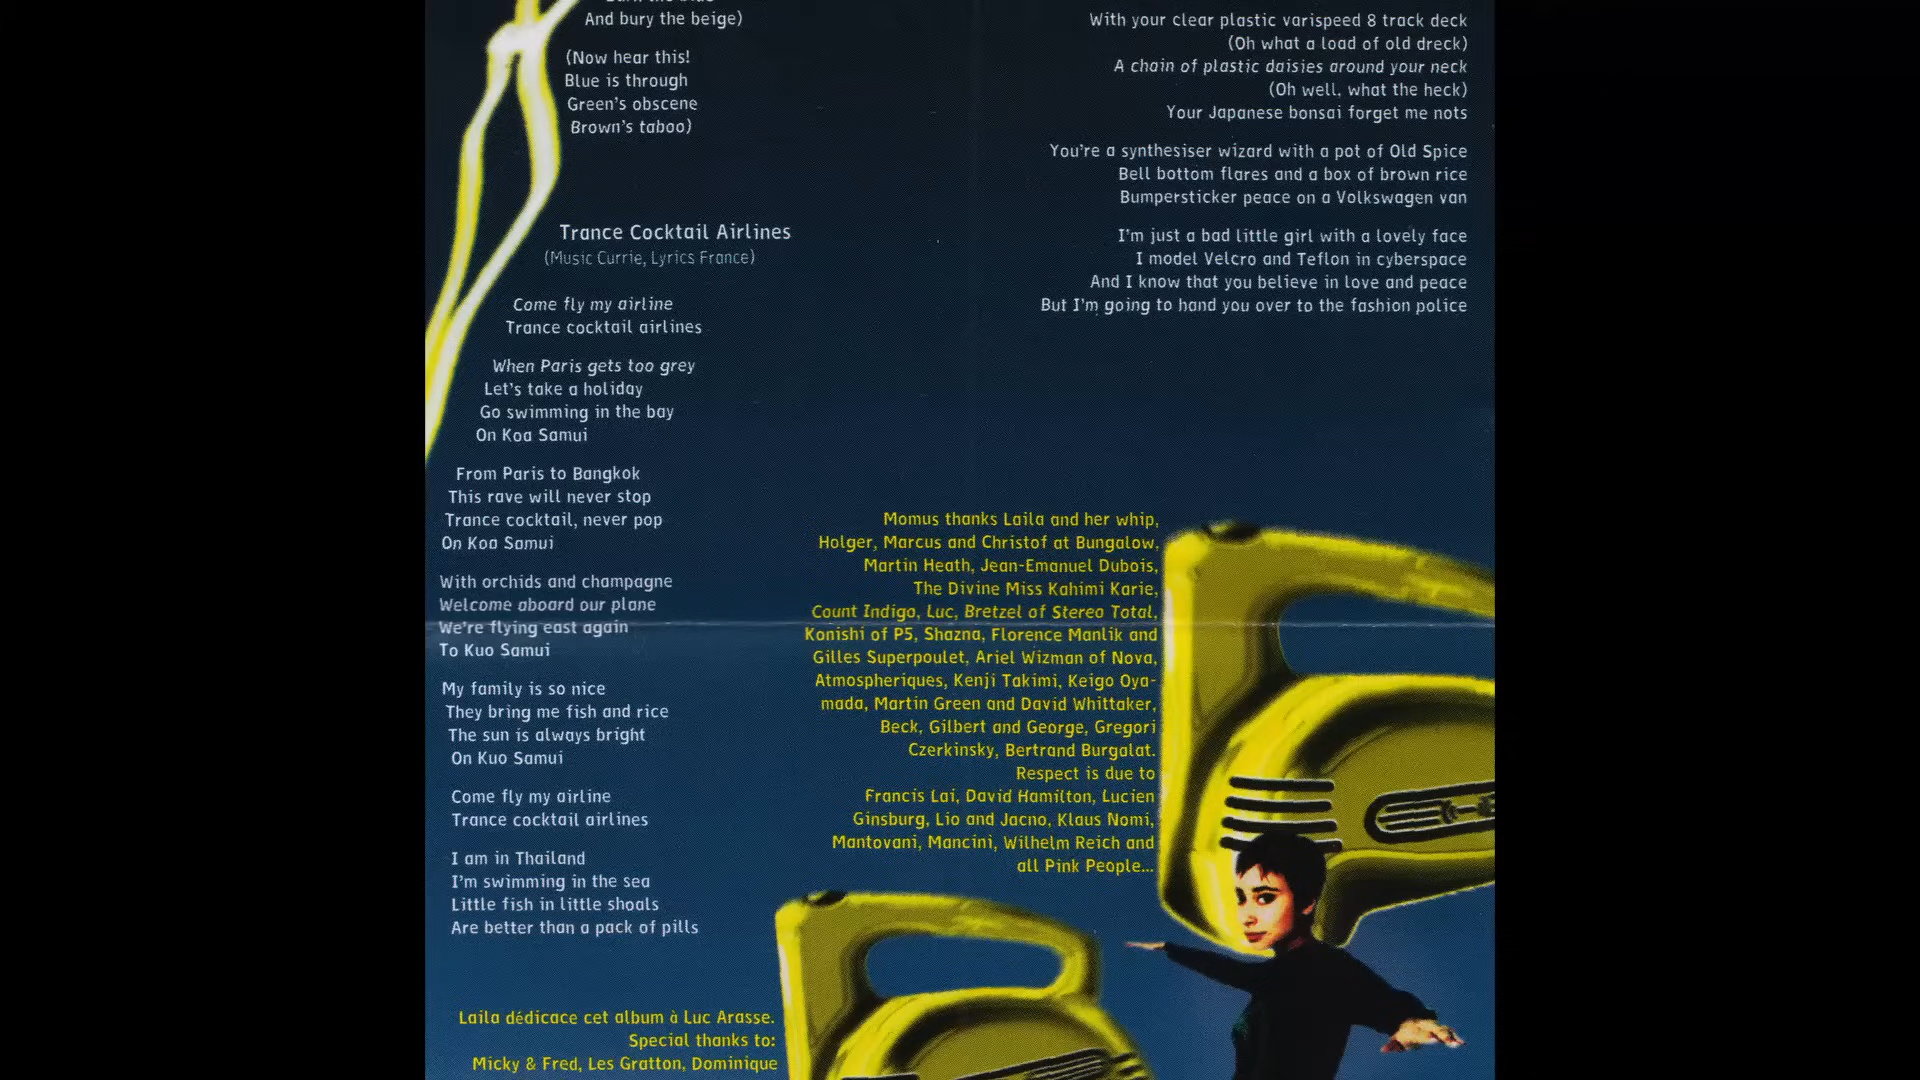 And bury the beige)
(Now hear this!
Blue is through
Green's obscene
Brown's taboo)
Trance Cocktail Airlines
(Music Currie, Lyrics France)
Come fly my airline
Trance cocktail airlines
When Paris gets too grey
Let's take a holiday
Go swimming in the bay
On Koa Samui
From Paris to Bangkok
This rave will never stop
Trance cocktail, never pop
On Koa Samui
With orchids and champagne
Welcome aboard our plane
We're flying east again
To Kuo Samui
My family is so nice
They bring me fish and rice
The sun is always bright
On Kuo Samui
Come fly my airline
Trance cocktail airlines
I am in Thailand
I'm swimming in the sea
Little fish in little shoals
Are better than a pack of pills
Laila dédicace cet album à Luc Arasse.
Special thanks to:
Micky & Fred, Les Gratton, Dominique
With your clear plastic varispeed 8 track deck
(Oh what a load of old dreck)
A chain of plastic daisies around your neck
(Oh well, what the heck)
Your Japanese bonsai forget me nots
You're a synthesiser wizard with a pot of Old Spice
Bell bottom flares and a box of brown rice
Bumpersticker peace on a Volkswagen van
I'm just a bad little girl with a lovely face
I model Velcro and Teflon in cyberspace
And I know that you believe in love and peace
But I'm going to hand you over to the fashion police
Momus thanks Laila and her whip,
Holger, Marcus and Christof at Bungalow,
Martin Heath, Jean-Emanuel Dubois,
The Divine Miss Kahimi Karie,
Count Indigo, Luc, Bretzel of Stereo Total,
Konishi of P5, Shazna, Florence Manlik and
Gilles Superpoulet, Ariel Wizman of Nova,
Atmospheriques, Kenji Takimi, Keigo Oya-
mada, Martin Green and David Whittaker,
Beck, Gilbert and George, Gregori
Czerkinsky, Bertrand Burgalat.
Respect is due to
Francis Lai, David Hamilton, Lucien
Ginsburg, Lio and Jacno, Klaus Nomi,
Mantovani, Mancini, Wilhelm Reich and
all Pink People...